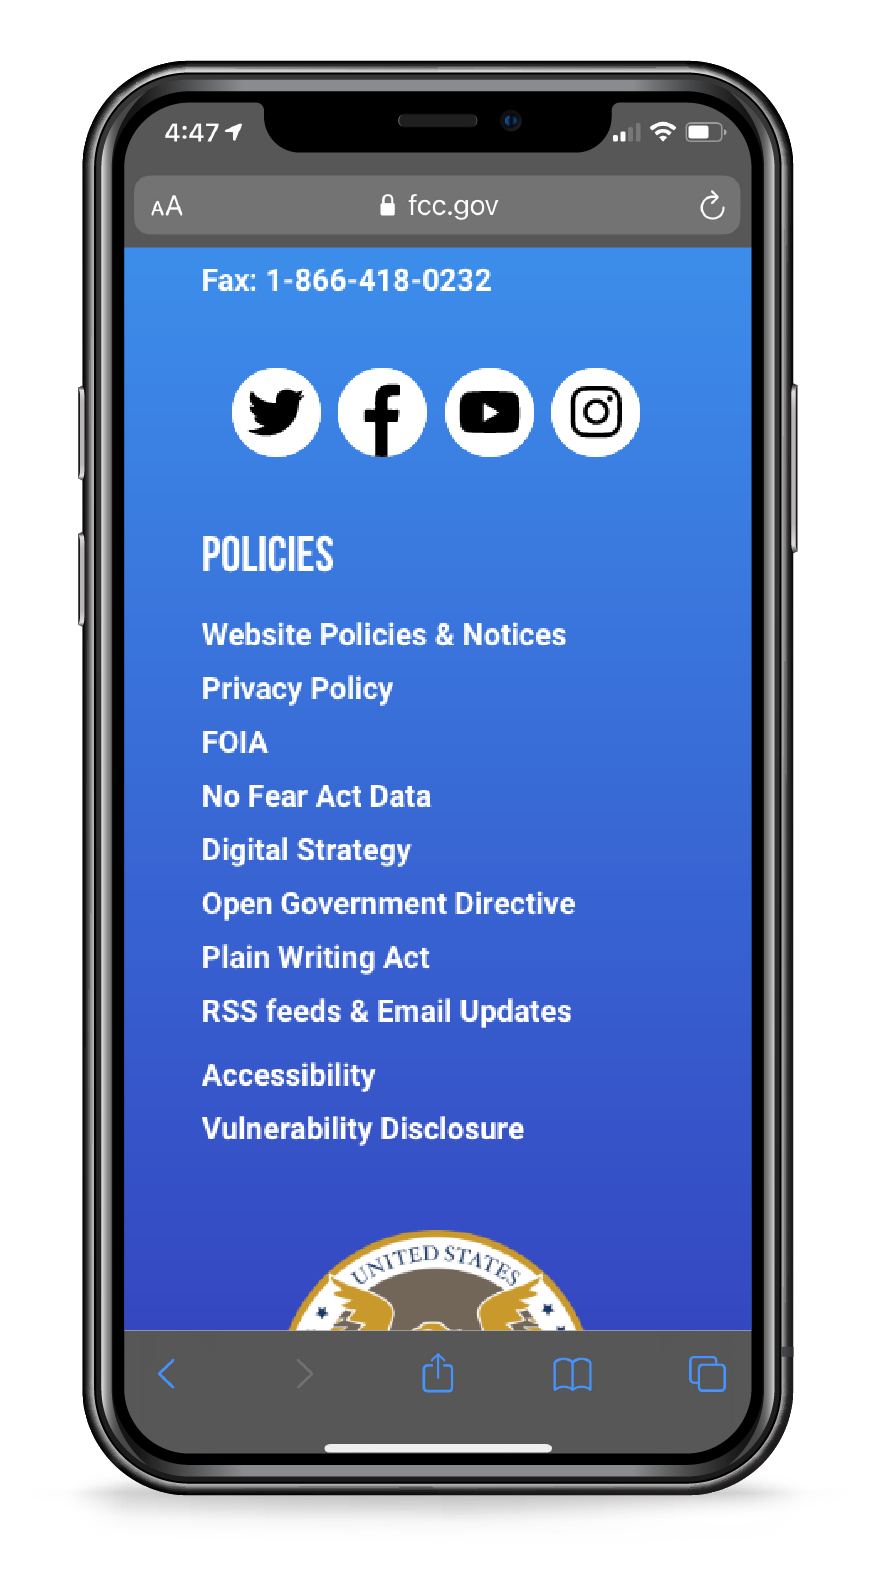 4:47
AA fcc.gov
Fax: 1-866-418-0232
POLICIES
Website Policies & Notices
Privacy Policy
FOIA
No Fear Act Data
Digital Strategy
Open Government Directive
Plain Writing Act
RSS feeds & Email Updates
Accessibility
Vulnerability Disclosure
UNITED STATES